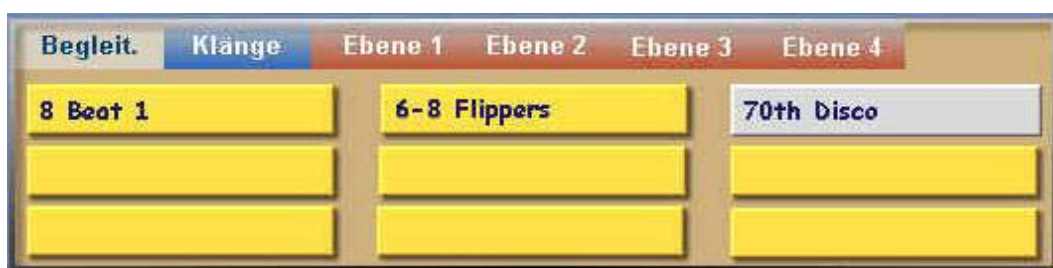 Begleit. Klänge Ebene 1 Ebene 2 Ebene 3 Ebene 4
8 Beat 1 6-8 Flippers 70th Disco